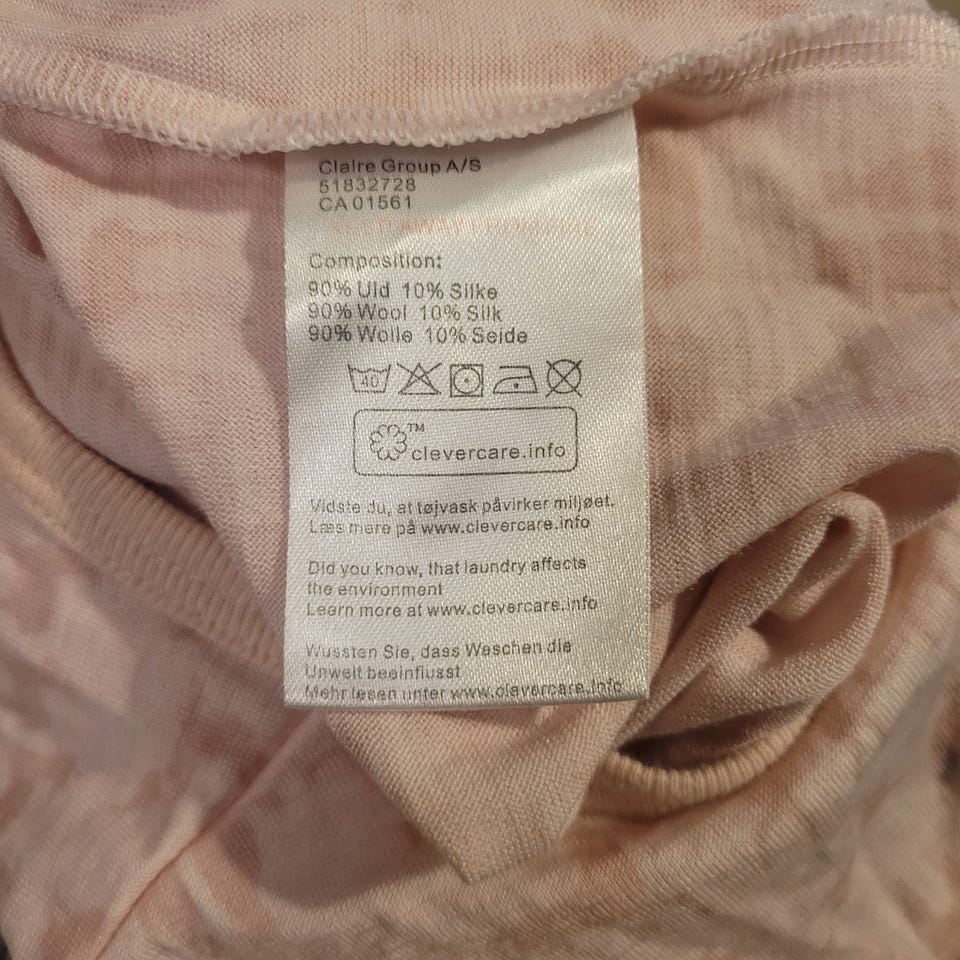 Claire Group A/S
51832728
CA 01561
Composition:
90% Uld 10% Silke
90% Wool 10% Silk
90% Wolle 10% Seide
40
™
clevercare.info
Vidste du, at tøjvask påvirker miljøet.
Læs mere på www.clevercare.info
Did you know, that laundry affects
the environment
Learn more at www.clevercare.info
Wussten Sie, dass Waschen die
Umwelt beeinflusst
Mehr lesen unter www.clevercare.info